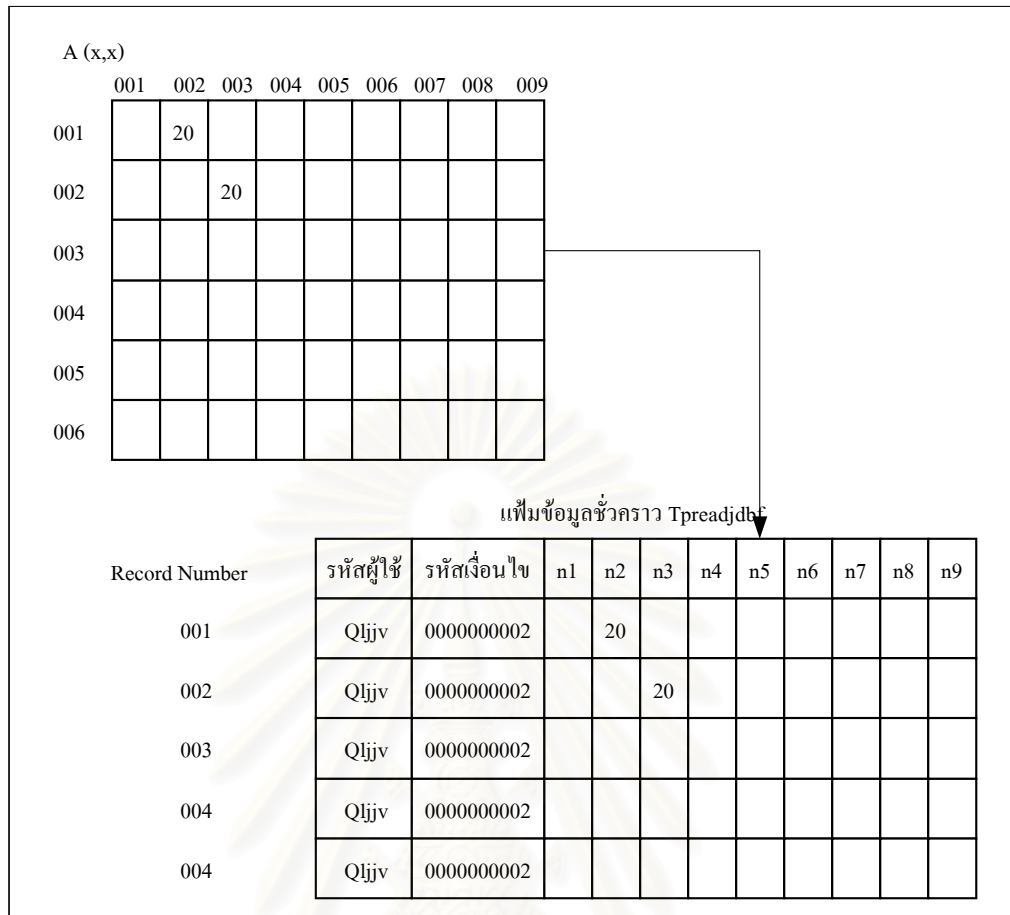 A (x,x)
001 002 003 004 005 006 007 008 009
001 20
002 20
003
004
005
006
แฟ้มข้อมูลชั่วคราว Tpreadjdbf
Record Number รหัสผู้ใช้ รหัสเงื่อนไข n1 n2 n3 n4 n5 n6 n7 n8 n9
001 Qljjv 0000000002 20
002 Qljjv 0000000002 20
003 Qljjv 0000000002
004 Qljjv 0000000002
004 Qljjv 0000000002